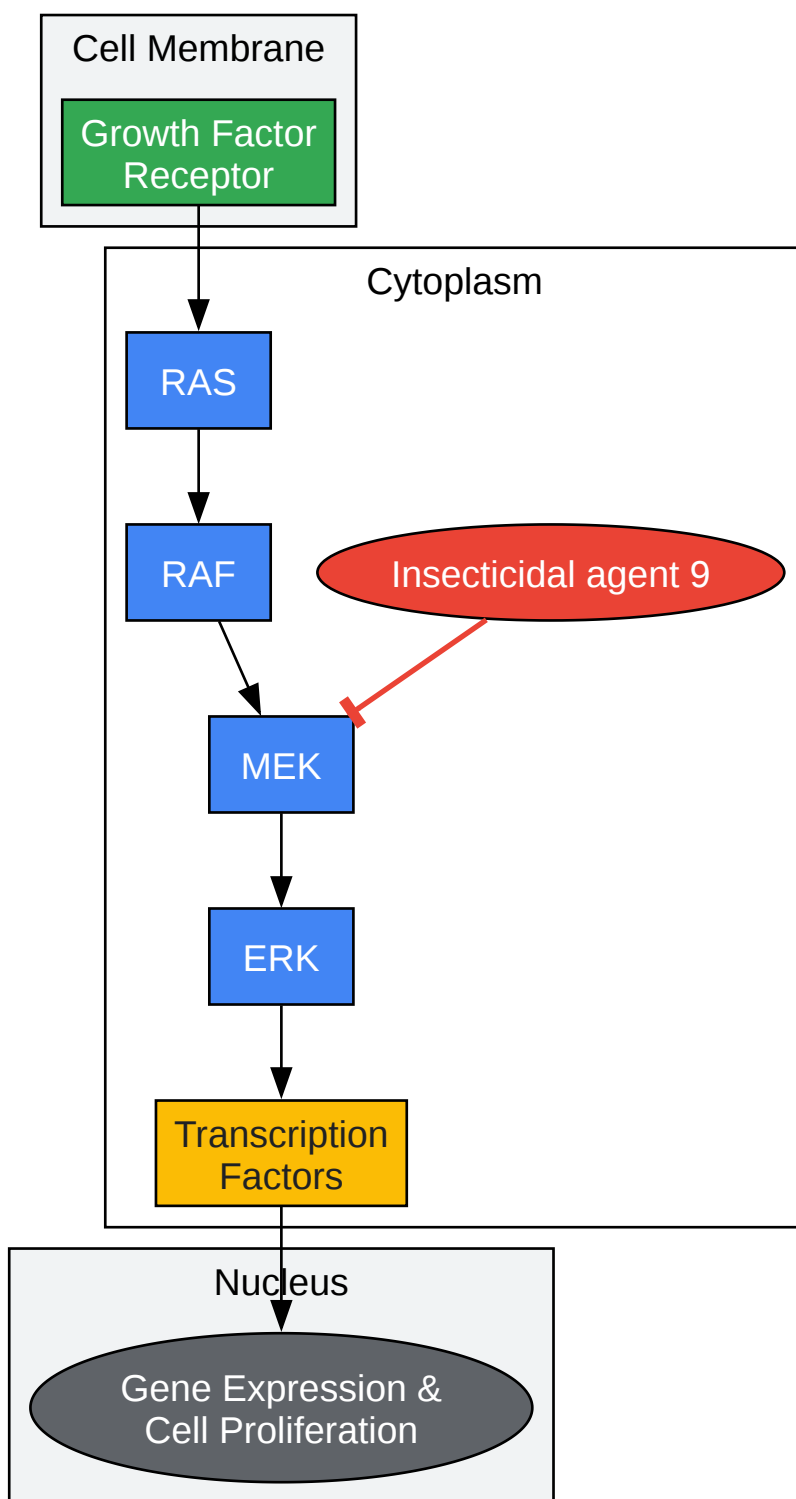 Cell Membrane
Growth Factor
Receptor
Cytoplasm
RAS
RAF
Insecticidal agent 9
MEK
ERK
Transcription
Factors
Nucleus
Gene Expression &
Cell Proliferation